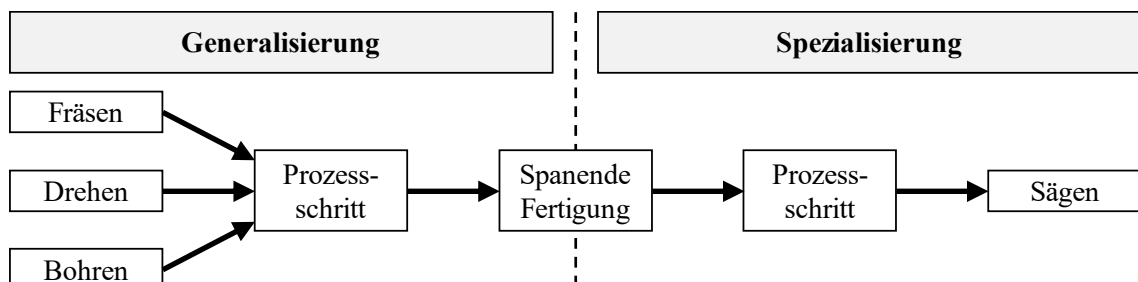 Generalisierung
Spezialisierung
Fräsen
Drehen
Bohren
Prozess-
schritt
Spanende
Fertigung
Prozess-
schritt
Sägen